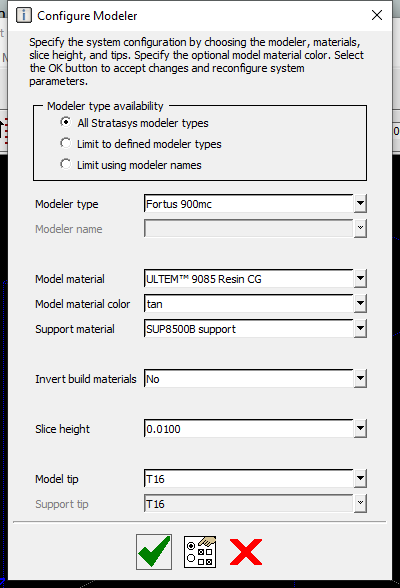 Configure Modeler
Specify the system configuration by choosing the modeler, materials,
slice height, and tips. Specify the optional model material color. Select
the OK button to accept changes and reconfigure system
parameters.
Modeler type availability
All Stratasys modeler types
Limit to defined modeler types
Limit using modeler names
Modeler type Fortus 900mc
Modeler name
Model material ULTEM™ 9085 Resin CG
Model material color tan
Support material SUP8500B support
Invert build materials No
Slice height 0.0100
Model tip T16
Support tip T16